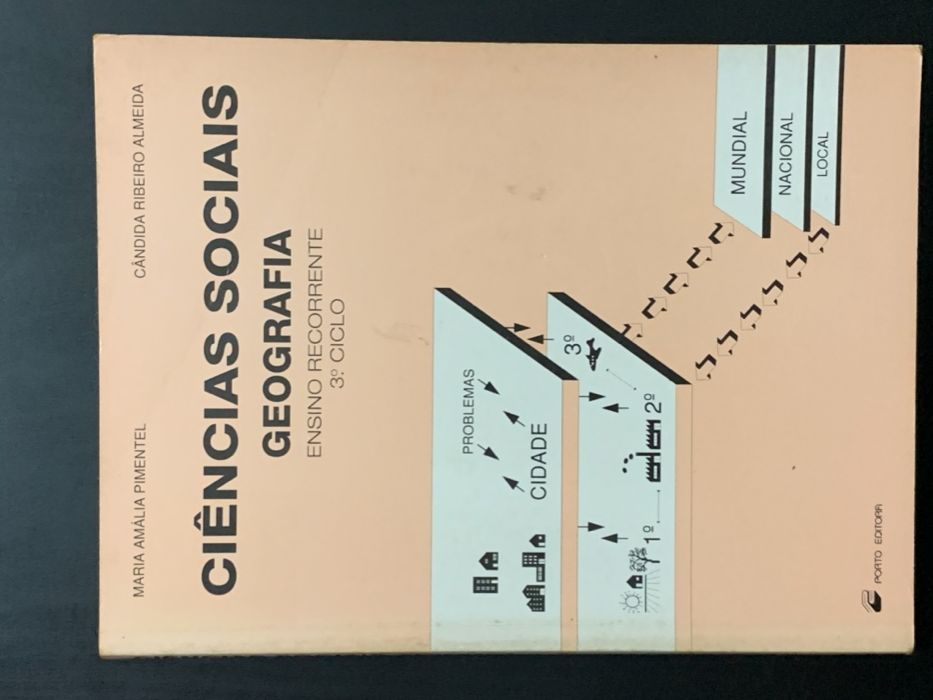 MARIA AMÁLIA PIMENTEL
CÂNDIDA RIBEIRO ALMEIDA
CIÊNCIAS SOCIAIS
GEOGRAFIA
ENSINO RECORRENTE
3º CICLO
PROBLEMAS
CIDADE
1º
2º
3º
MUNDIAL
NACIONAL
LOCAL
PORTO EDITORA